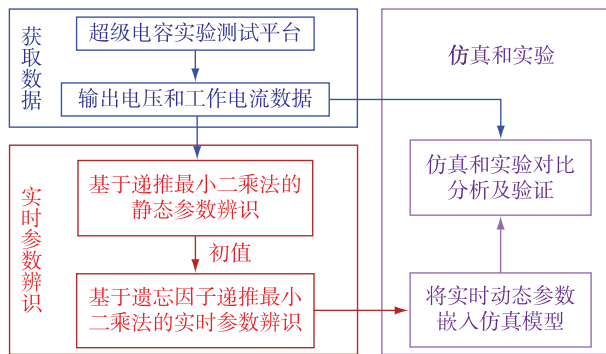 获取数据
超级电容实验测试平台
输出电压和工作电流数据
实时参数辨识
基于递推最小二乘法的
静态参数辨识
初值
基于遗忘因子递推最小
二乘法的实时参数辨识
仿真和实验
仿真和实验对比
分析及验证
将实时动态参数
嵌入仿真模型